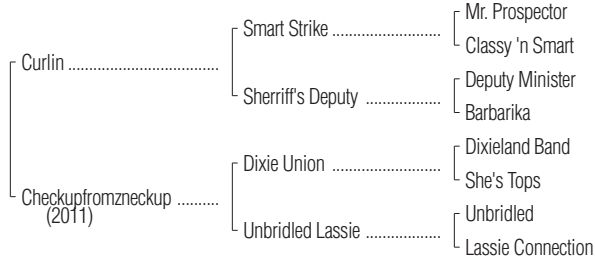 Mr. Prospector
Smart Strike ....................
Classy 'n Smart
Curlin ...................................
Deputy Minister
Sherriff's Deputy ..................
Barbarika
Dixieland Band
Dixie Union .........................
She's Tops
Checkupfromzneckup ..........
(2011)
Unbridled
Unbridled Lassie ..................
Lassie Connection